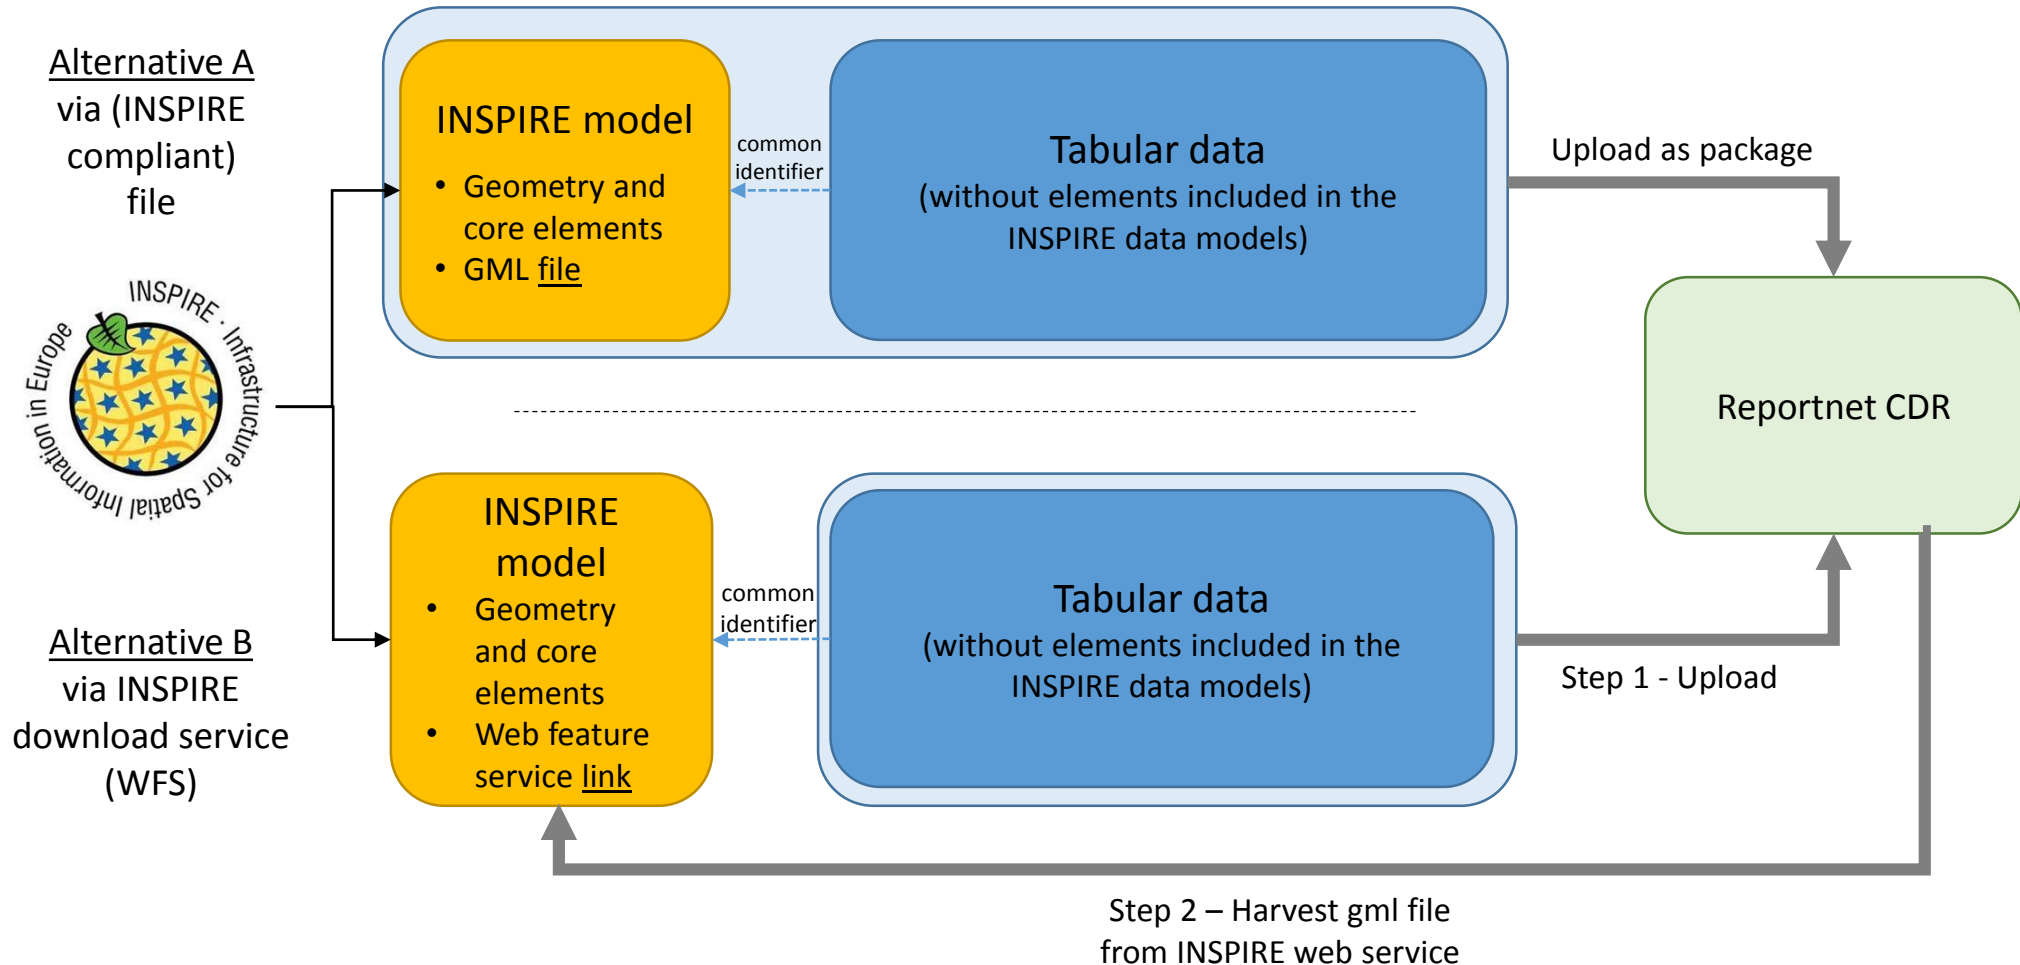 Alternative A
via (INSPIRE
compliant)
file
INSPIRE model
• Geometry and
core elements
• GML file
common
identifier
Tabular data
(without elements included in the
INSPIRE data models)
Upload as package
INSPIRE · Infrastructure for Spatial Information in Europe
Reportnet CDR
Alternative B
via INSPIRE
download service
(WFS)
INSPIRE
model
• Geometry
and core
elements
• Web feature
service link
common
identifier
Tabular data
(without elements included in the
INSPIRE data models)
Step 1 - Upload
Step 2 – Harvest gml file
from INSPIRE web service